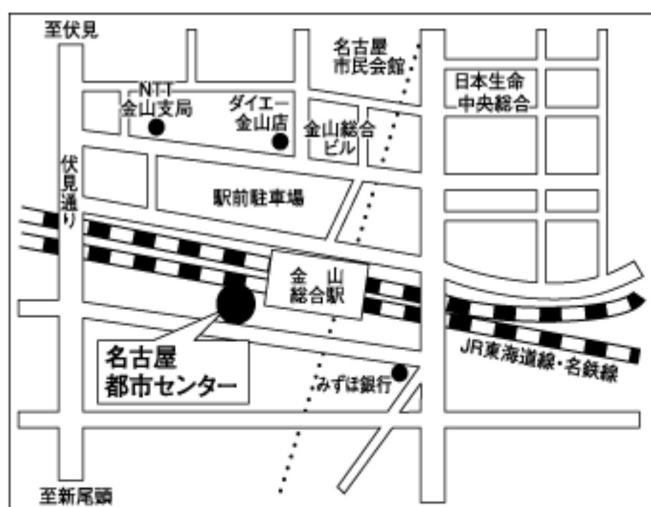 至伏見
名古屋
市民会館
日本生命
中央総合
NTT
金山支局
ダイエー
金山店
金山総合
ビル
伏見通り
駅前駐車場
金山
総合駅
名古屋
都市センター
みずほ銀行
JR東海道線・名鉄線
至新尾頭